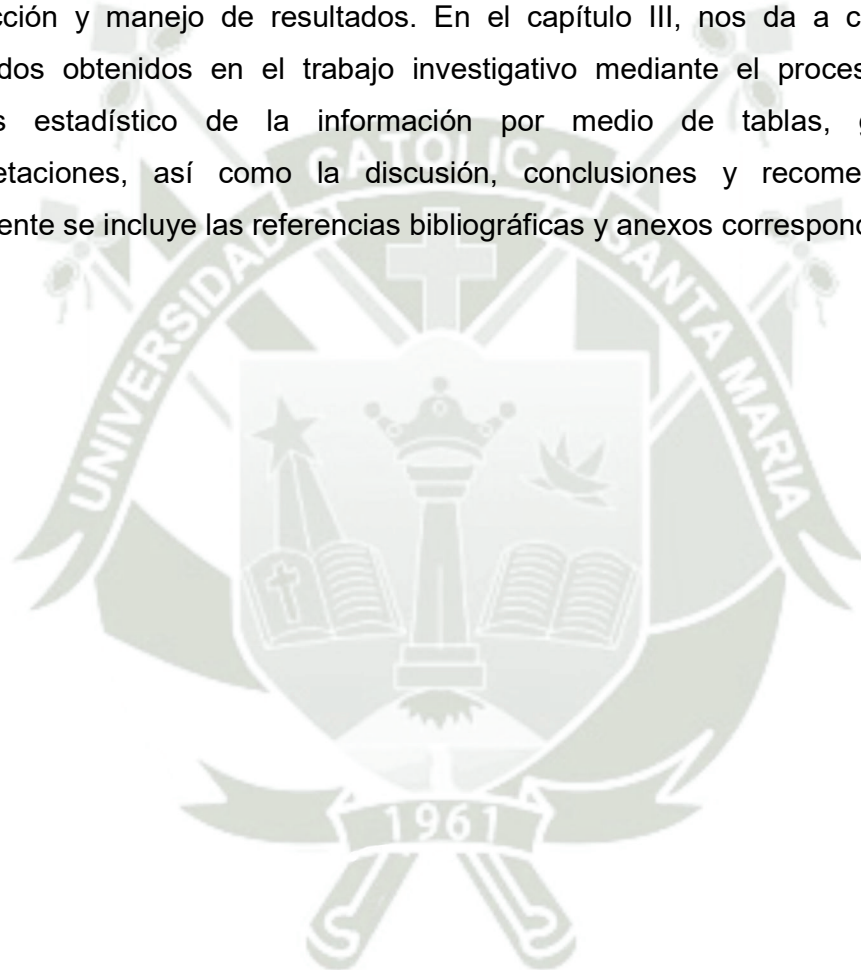 cción y manejo de resultados. En el capítulo III, nos da a c
dos obtenidos en el trabajo investigativo mediante el proces
s estadístico de la información por medio de tablas, g
etaciones, así como la discusión, conclusiones y recome
ente se incluye las referencias bibliográficas y anexos correspond
UNIVERSIDAD CATOLICA SANTA MARIA
1961